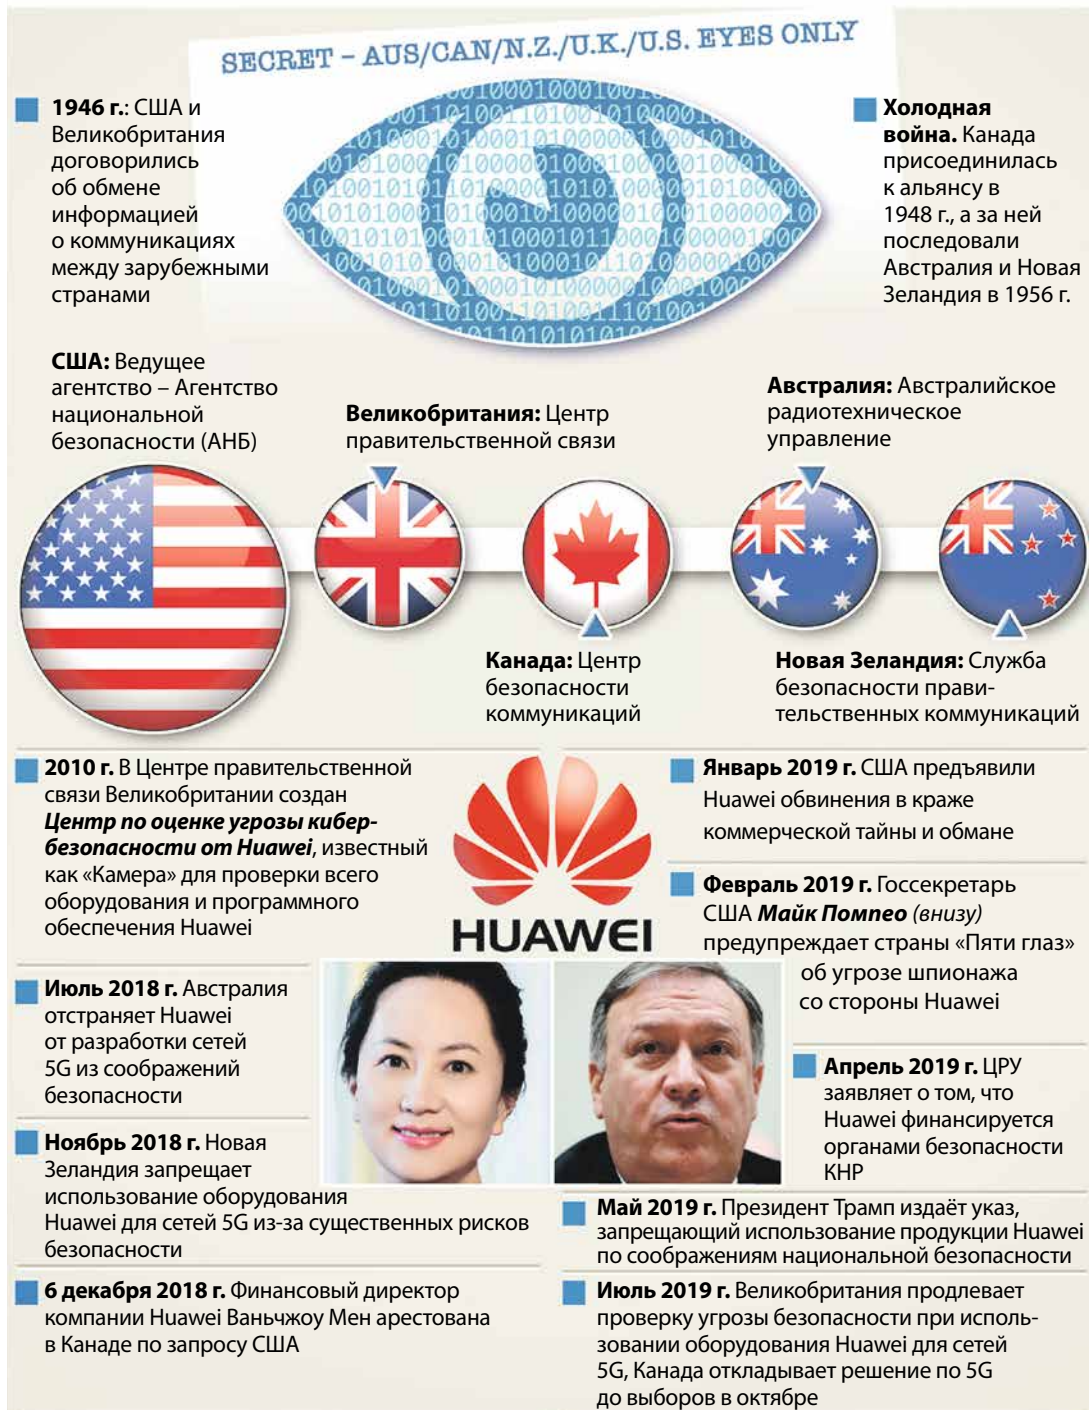 SECRET – AUS/CAN/N.Z./U.K./U.S. EYES ONLY
1946 г.: США и
Великобритания
договорились
об обмене
информацией
о коммуникациях
между зарубежными
странами
Холодная
война. Канада
присоединилась
к альянсу в
1948 г., а за ней
последовали
Австралия и Новая
Зеландия в 1956 г.
США: Ведущее
агентство – Агентство
национальной
безопасности (АНБ)
Великобритания: Центр
правительственной связи
Австралия: Австралийское
радиотехническое
управление
Канада: Центр
безопасности
коммуникаций
Новая Зеландия: Служба
безопасности прави-
тельственных коммуникаций
2010 г. В Центре правительственной
связи Великобритании создан
Центр по оценке угрозы кибер-
безопасности от Huawei, известный
как «Камера» для проверки всего
оборудования и программного
обеспечения Huawei
HUAWEI
Январь 2019 г. США предъявили
Huawei обвинения в краже
коммерческой тайны и обмане
Февраль 2019 г. Госсекретарь
США Майк Помпео (внизу)
предупреждает страны «Пяти глаз»
об угрозе шпионажа
со стороны Huawei
Июль 2018 г. Австралия
отстраняет Huawei
от разработки сетей
5G из соображений
безопасности
Апрель 2019 г. ЦРУ
заявляет о том, что
Huawei финансируется
органами безопасности
КНР
Ноябрь 2018 г. Новая
Зеландия запрещает
использование оборудования
Huawei для сетей 5G из-за существенных рисков
безопасности
Май 2019 г. Президент Трамп издаёт указ,
запрещающий использование продукции Huawei
по соображениям национальной безопасности
6 декабря 2018 г. Финансовый директор
компании Huawei Ваньчжоу Мен арестована
в Канаде по запросу США
Июль 2019 г. Великобритания продлевает
проверку угрозы безопасности при исполь-
зовании оборудования Huawei для сетей
5G, Канада откладывает решение по 5G
до выборов в октябре